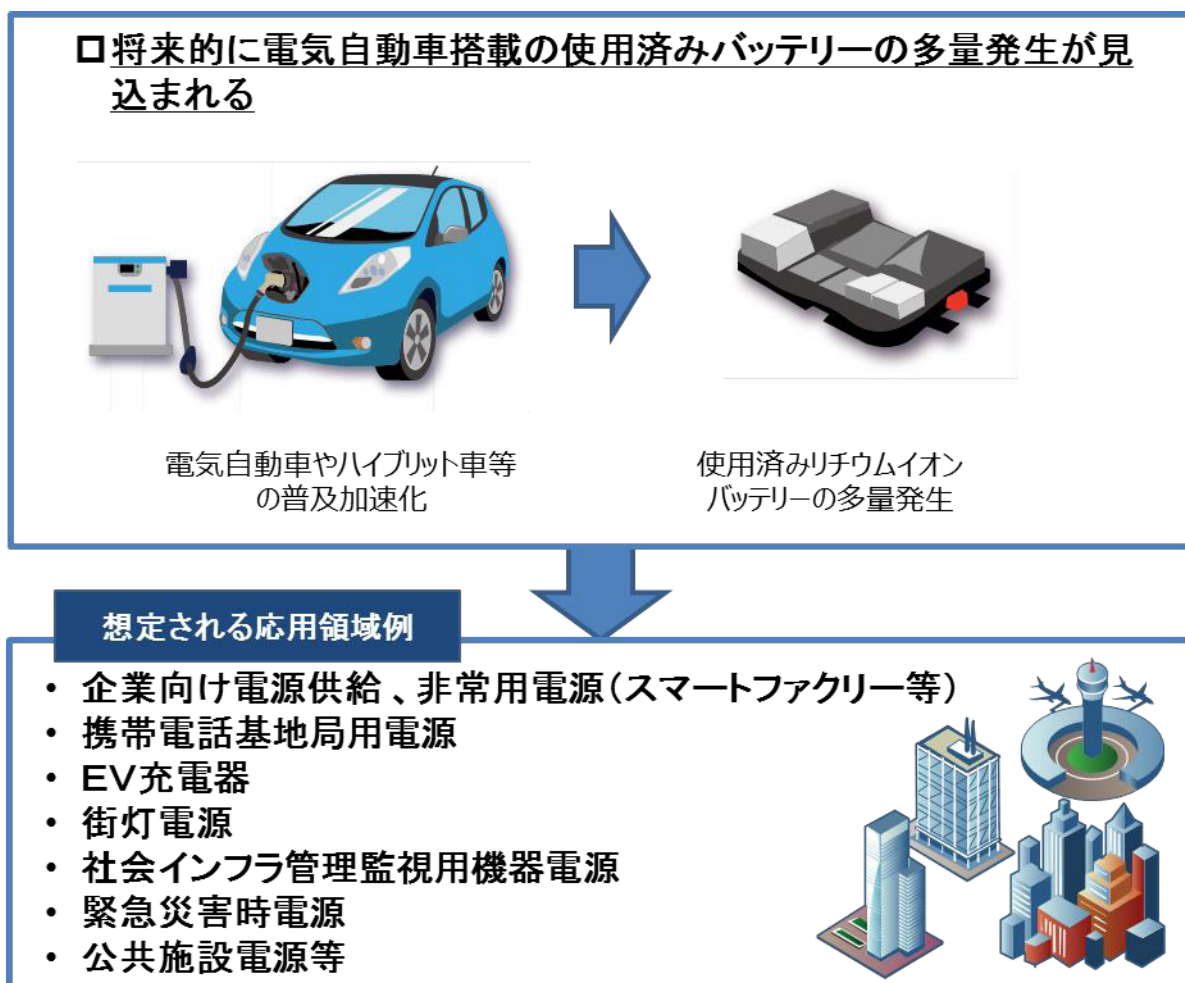 □将来的に電気自動車搭載の使用済みバッテリーの多量発生が見
込まれる
電気自動車やハイブリット車等
の普及加速化
使用済みリチウムイオン
バッテリーの多量発生
想定される応用領域例
• 企業向け電源供給、非常用電源(スマートファクリー等)
• 携帯電話基地局用電源
• EV充電器
• 街灯電源
• 社会インフラ管理監視用機器電源
• 緊急災害時電源
• 公共施設電源等